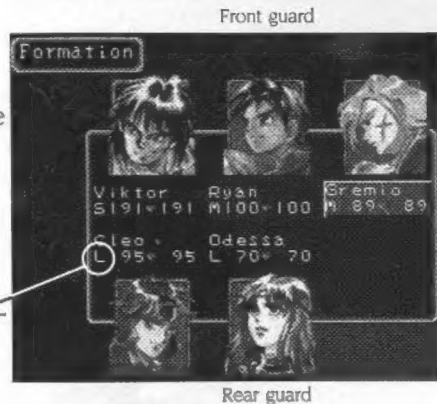 Front guard
Formation
Viktor Ryan Gremio
S191 191 M100 100 M 89 89
Cleo Odessa
L 95 95 L 70 70
Rear guard